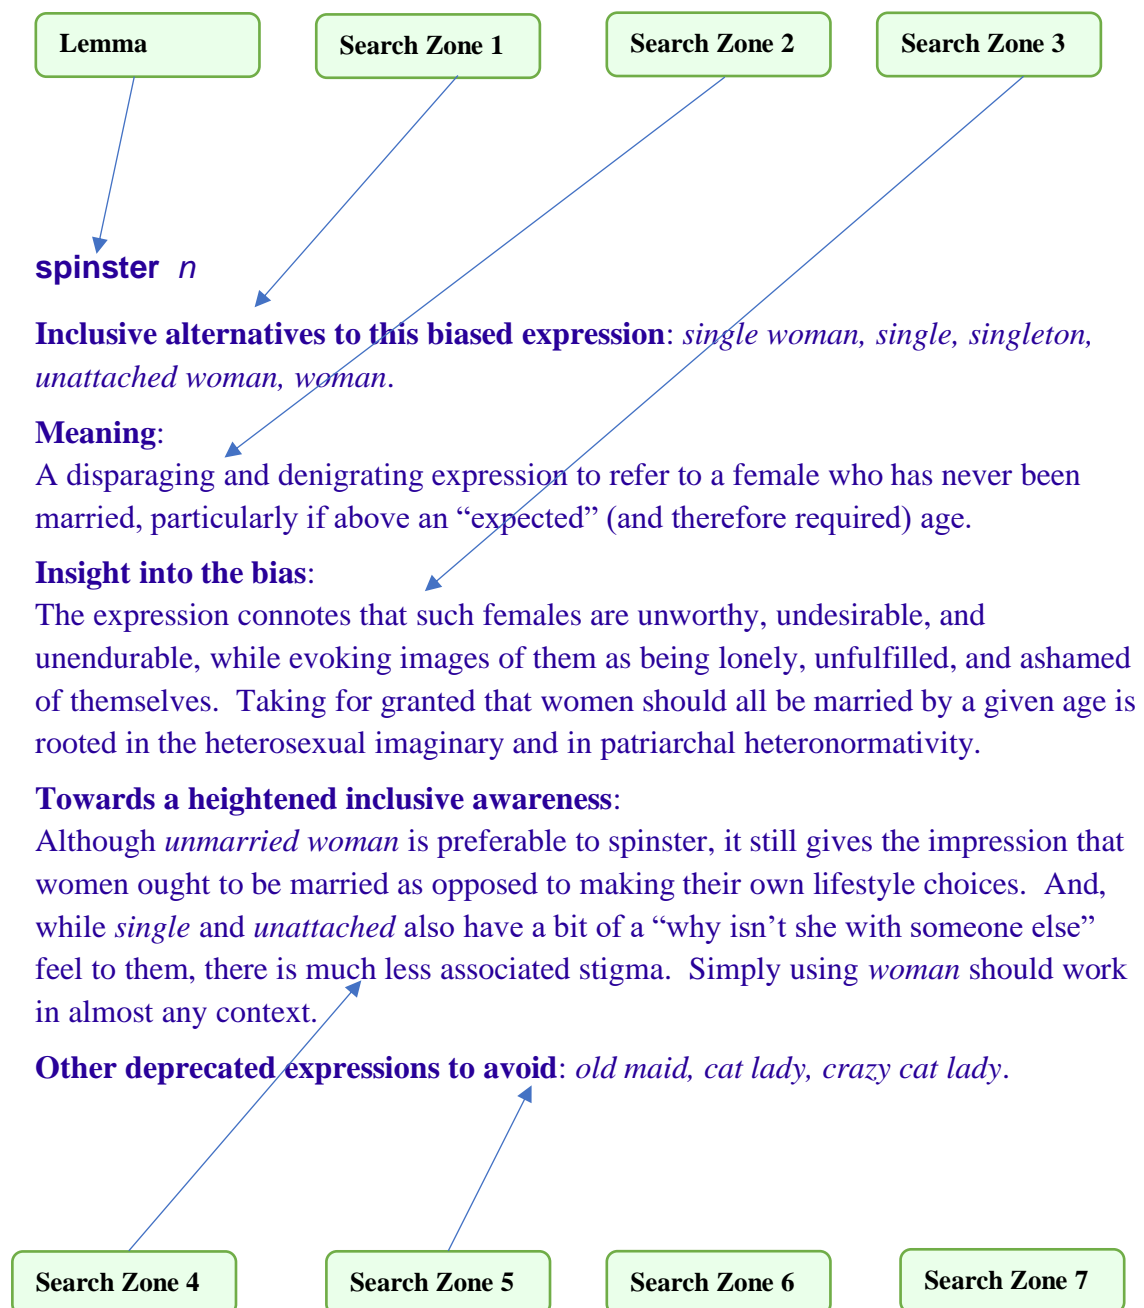 Lemma
Search Zone 1
Search Zone 2
Search Zone 3
spinster n
Inclusive alternatives to this biased expression: single woman, single, singleton,
unattached woman, woman.
Meaning:
A disparaging and denigrating expression to refer to a female who has never been
married, particularly if above an “expected” (and therefore required) age.
Insight into the bias:
The expression connotes that such females are unworthy, undesirable, and
unendurable, while evoking images of them as being lonely, unfulfilled, and ashamed
of themselves.  Taking for granted that women should all be married by a given age is
rooted in the heterosexual imaginary and in patriarchal heteronormativity.
Towards a heightened inclusive awareness:
Although unmarried woman is preferable to spinster, it still gives the impression that
women ought to be married as opposed to making their own lifestyle choices.  And,
while single and unattached also have a bit of a “why isn’t she with someone else”
feel to them, there is much less associated stigma.  Simply using woman should work
in almost any context.
Other deprecated expressions to avoid: old maid, cat lady, crazy cat lady.
Search Zone 4
Search Zone 5
Search Zone 6
Search Zone 7